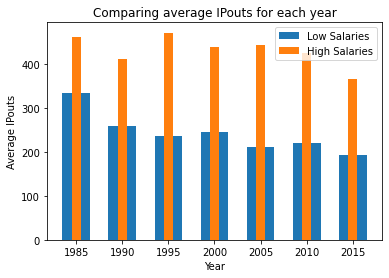 Comparing average IPouts for each year
Low Salaries
High Salaries
Average IPouts
400
300
200
100
0
1985
1990
1995
2000
2005
2010
2015
Year